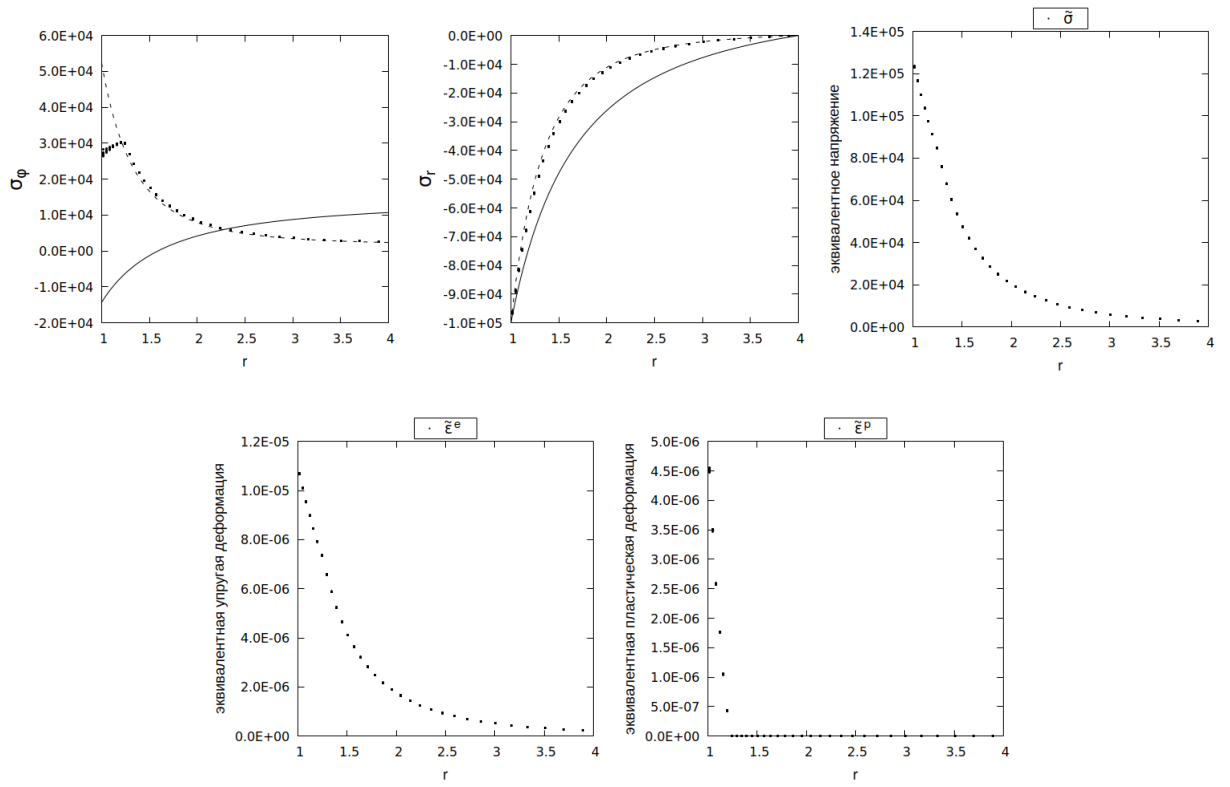 6.0E+04
5.0E+04
4.0E+04
3.0E+04
2.0E+04
1.0E+04
0.0E+00
-1.0E+04
-2.0E+04
σφ
1 1.5 2 2.5 3 3.5 4
r
0.0E+00
-1.0E+04
-2.0E+04
-3.0E+04
-4.0E+04
-5.0E+04
-6.0E+04
-7.0E+04
-8.0E+04
-9.0E+04
-1.0E+05
σr
1 1.5 2 2.5 3 3.5 4
r
σ̃
1.4E+05
1.2E+05
1.0E+05
8.0E+04
6.0E+04
4.0E+04
2.0E+04
0.0E+00
эквивалентное напряжение
1 1.5 2 2.5 3 3.5 4
r
ε̃ e
1.2E-05
1.0E-05
8.0E-06
6.0E-06
4.0E-06
2.0E-06
0.0E+00
эквивалентная упругая деформация
1 1.5 2 2.5 3 3.5 4
r
ε̃ p
5.0E-06
4.5E-06
4.0E-06
3.5E-06
3.0E-06
2.5E-06
2.0E-06
1.5E-06
1.0E-06
5.0E-07
0.0E+00
эквивалентная пластическая деформация
1 1.5 2 2.5 3 3.5 4
r